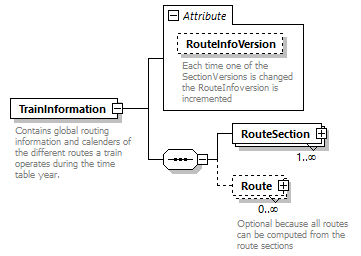 Attribute
RouteInfoVersion
Each time one of the
SectionVersions is changed
the RouteInfoversion is
incremented
TrainInformation
Contains global routing
information and calenders of
the different routes a train
operates during the time
table year.
RouteSection
1..∞
Route
0..∞
Optional because all routes
can be computed from the
route sections